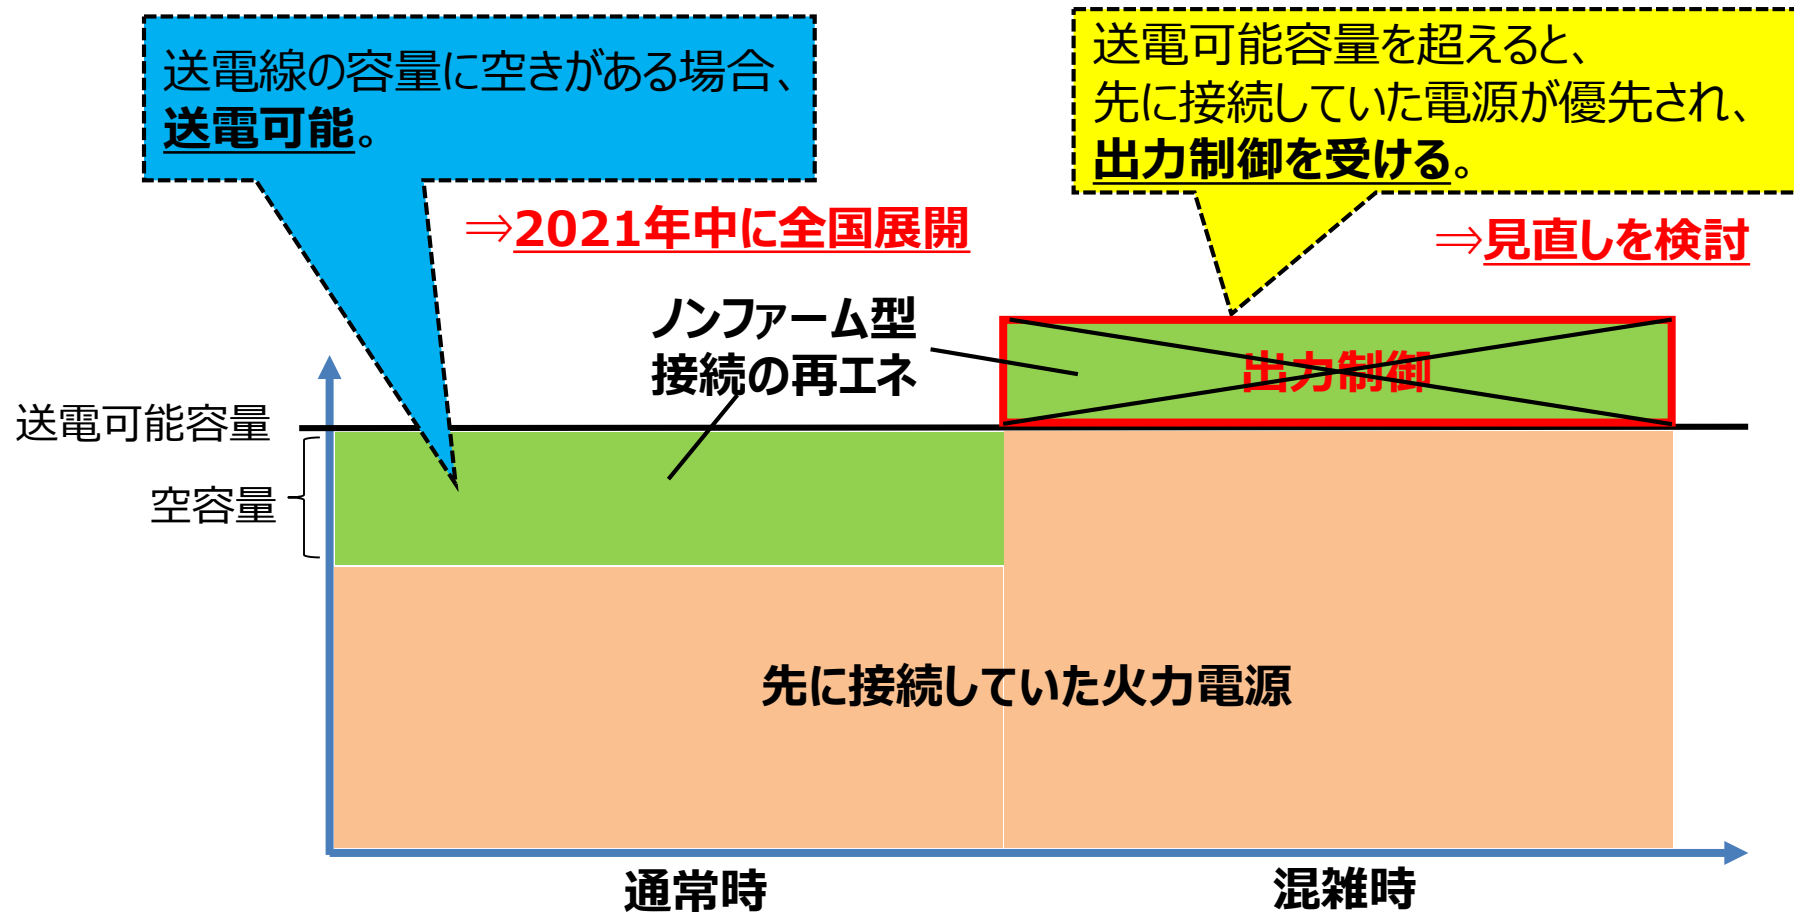 送電線の容量に空きがある場合、
送電可能。
送電可能容量を超えると、
先に接続していた電源が優先され、
出力制御を受ける。
⇒2021年中に全国展開
⇒見直しを検討
ノンファーム型
接続の再エネ
出力制御
送電可能容量
空容量
先に接続していた火力電源
通常時
混雑時